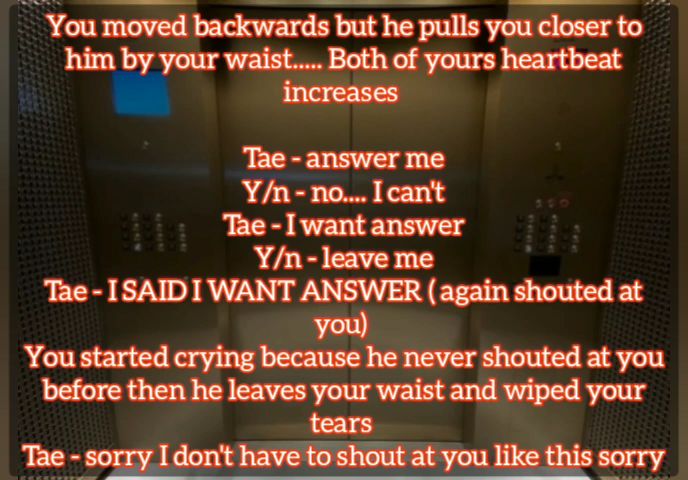 You moved backwards but he pulls you closer to
him by your waist..... Both of yours heartbeat
increases
Tae - answer me
Y/n - no.... I can't
Tae - I want answer
Y/n - leave me
Tae - I SAID I WANT ANSWER ( again shouted at
you)
You started crying because he never shouted at you
before then he leaves your waist and wiped your
tears
Tae - sorry I don't have to shout at you like this sorry